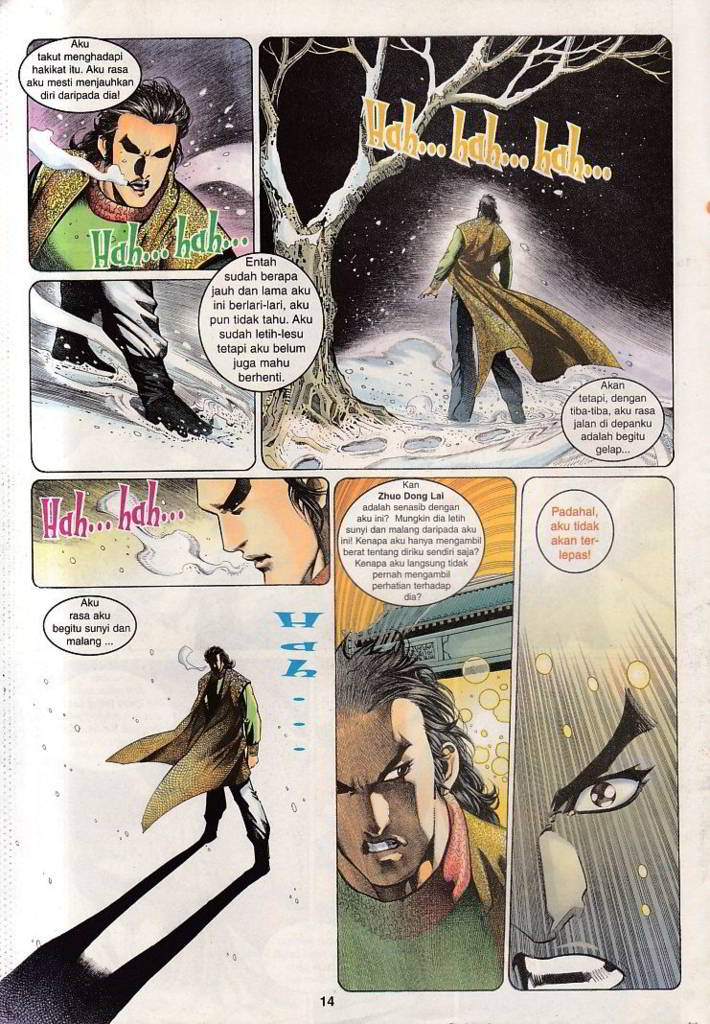 Aku
takut menghadapi
hakikat itu. Aku rasa
aku mesti menjauhkan
diri daripada dia!
Hah... hah...
Hah... hah... hah...
Entah
sudah berapa
jauh dan lama aku
ini berlari-lari, aku
pun tidak tahu. Aku
sudah letih-lesu
tetapi aku belum
juga mahu
berhenti.
Akan
tetapi, dengan
tiba-tiba, aku rasa
jalan di depanku
adalah begitu
gelap...
Hah... hah...
Aku
rasa aku
begitu sunyi dan
malang ...
Hah...
Kan
Zhuo Dong Lai
adalah senasib dengan
aku ini? Mungkin dia letih
sunyi dan malang daripada aku
ini! Kenapa aku hanya mengambil
berat tentang diriku sendiri saja?
Kenapa aku langsung tidak
pernah mengambil
perhatian terhadap
dia?
Padahal,
aku tidak
akan ter-
lepas!
14